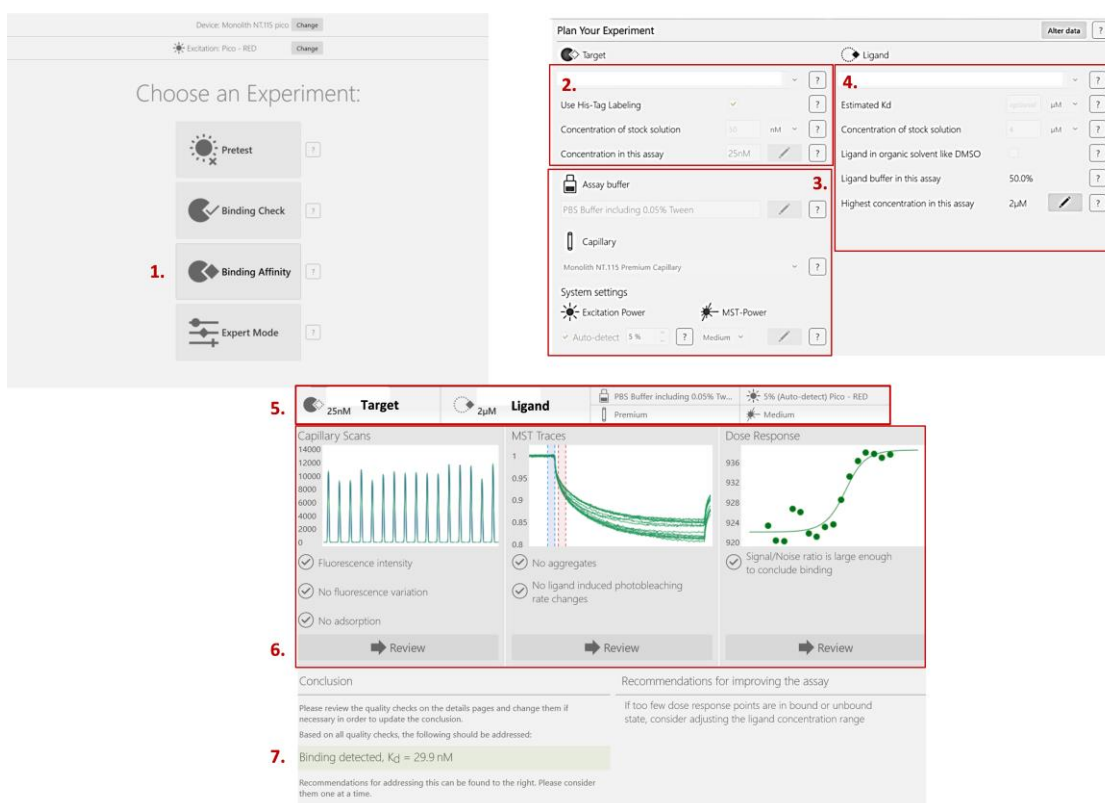 Device: Monolith NT.115 pico Change
Excitation: Pico - RED Change
Choose an Experiment:
Pretest ?
Binding Check ?
1. Binding Affinity ?
Expert Mode ?
Plan Your Experiment Alter data ?
Target
2. ?
Use His-Tag Labeling ?
Concentration of stock solution 50 nM ?
Concentration in this assay 25nM ?
3.
Assay buffer
PBS Buffer including 0.05% Tween ?
Capillary
Monolith NT.115 Premium Capillary ?
System settings
Excitation Power MST-Power
Auto-detect 5 % ? Medium ?
Ligand
4. ?
Estimated Kd optional µM ?
Concentration of stock solution 4 µM ?
Ligand in organic solvent like DMSO ?
Ligand buffer in this assay 50.0% ?
Highest concentration in this assay 2µM ?
5. 25nM Target 2µM Ligand
PBS Buffer including 0.05% Tw... 5% (Auto-detect) Pico - RED
Premium Medium
Capillary Scans
14000
12000
10000
8000
6000
4000
2000
0
Fluorescence intensity
No fluorescence variation
No adsorption
6. Review
MST Traces
1
0.95
0.9
0.85
0.8
No aggregates
No ligand induced photobleaching
rate changes
Review
Dose Response
936
932
928
924
920
Signal/Noise ratio is large enough
to conclude binding
Review
Conclusion
Please review the quality checks on the details pages and change them if
necessary in order to update the conclusion.
Based on all quality checks, the following should be addressed:
7. Binding detected, Kd = 29.9 nM
Recommendations for addressing this can be found to the right. Please consider
them one at a time.
Recommendations for improving the assay
If too few dose response points are in bound or unbound
state, consider adjusting the ligand concentration range